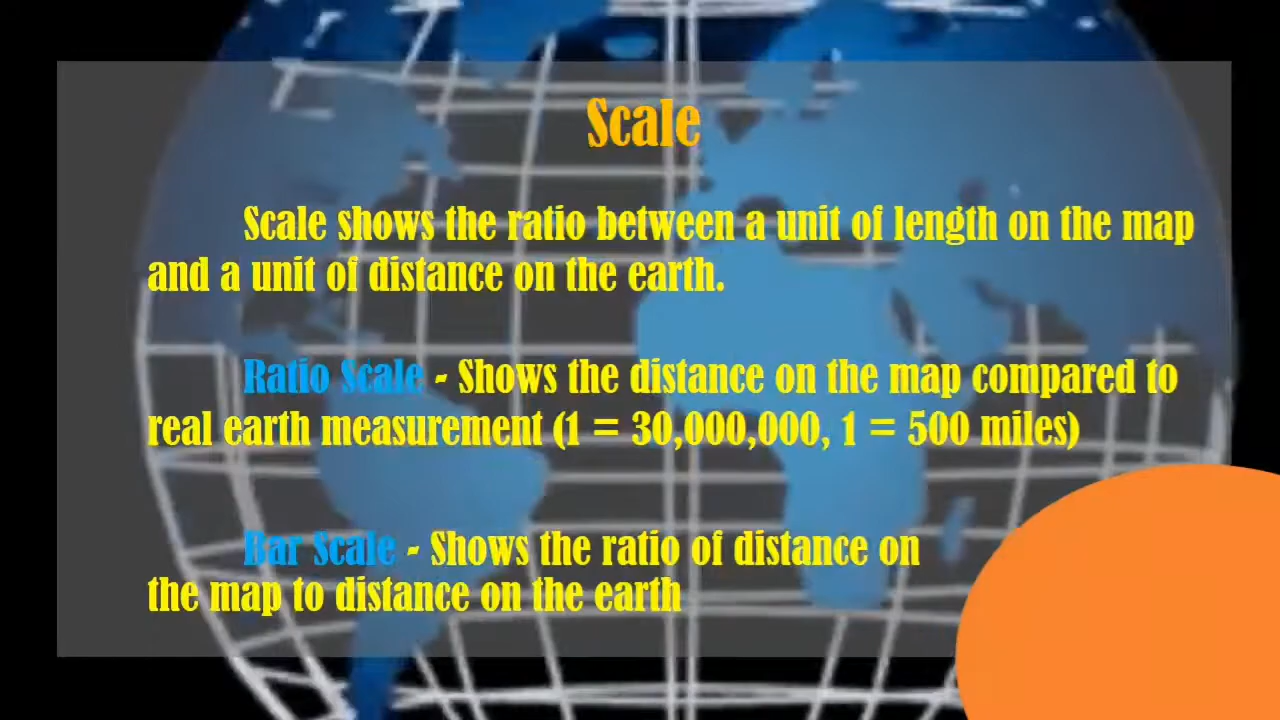 Scale
Scale shows the ratio between a unit of length on the map
and a unit of distance on the earth.
Ratio Scale - Shows the distance on the map compared to
real earth measurement (1 = 30,000,000, 1 = 500 miles)
Bar Scale - Shows the ratio of distance on
the map to distance on the earth